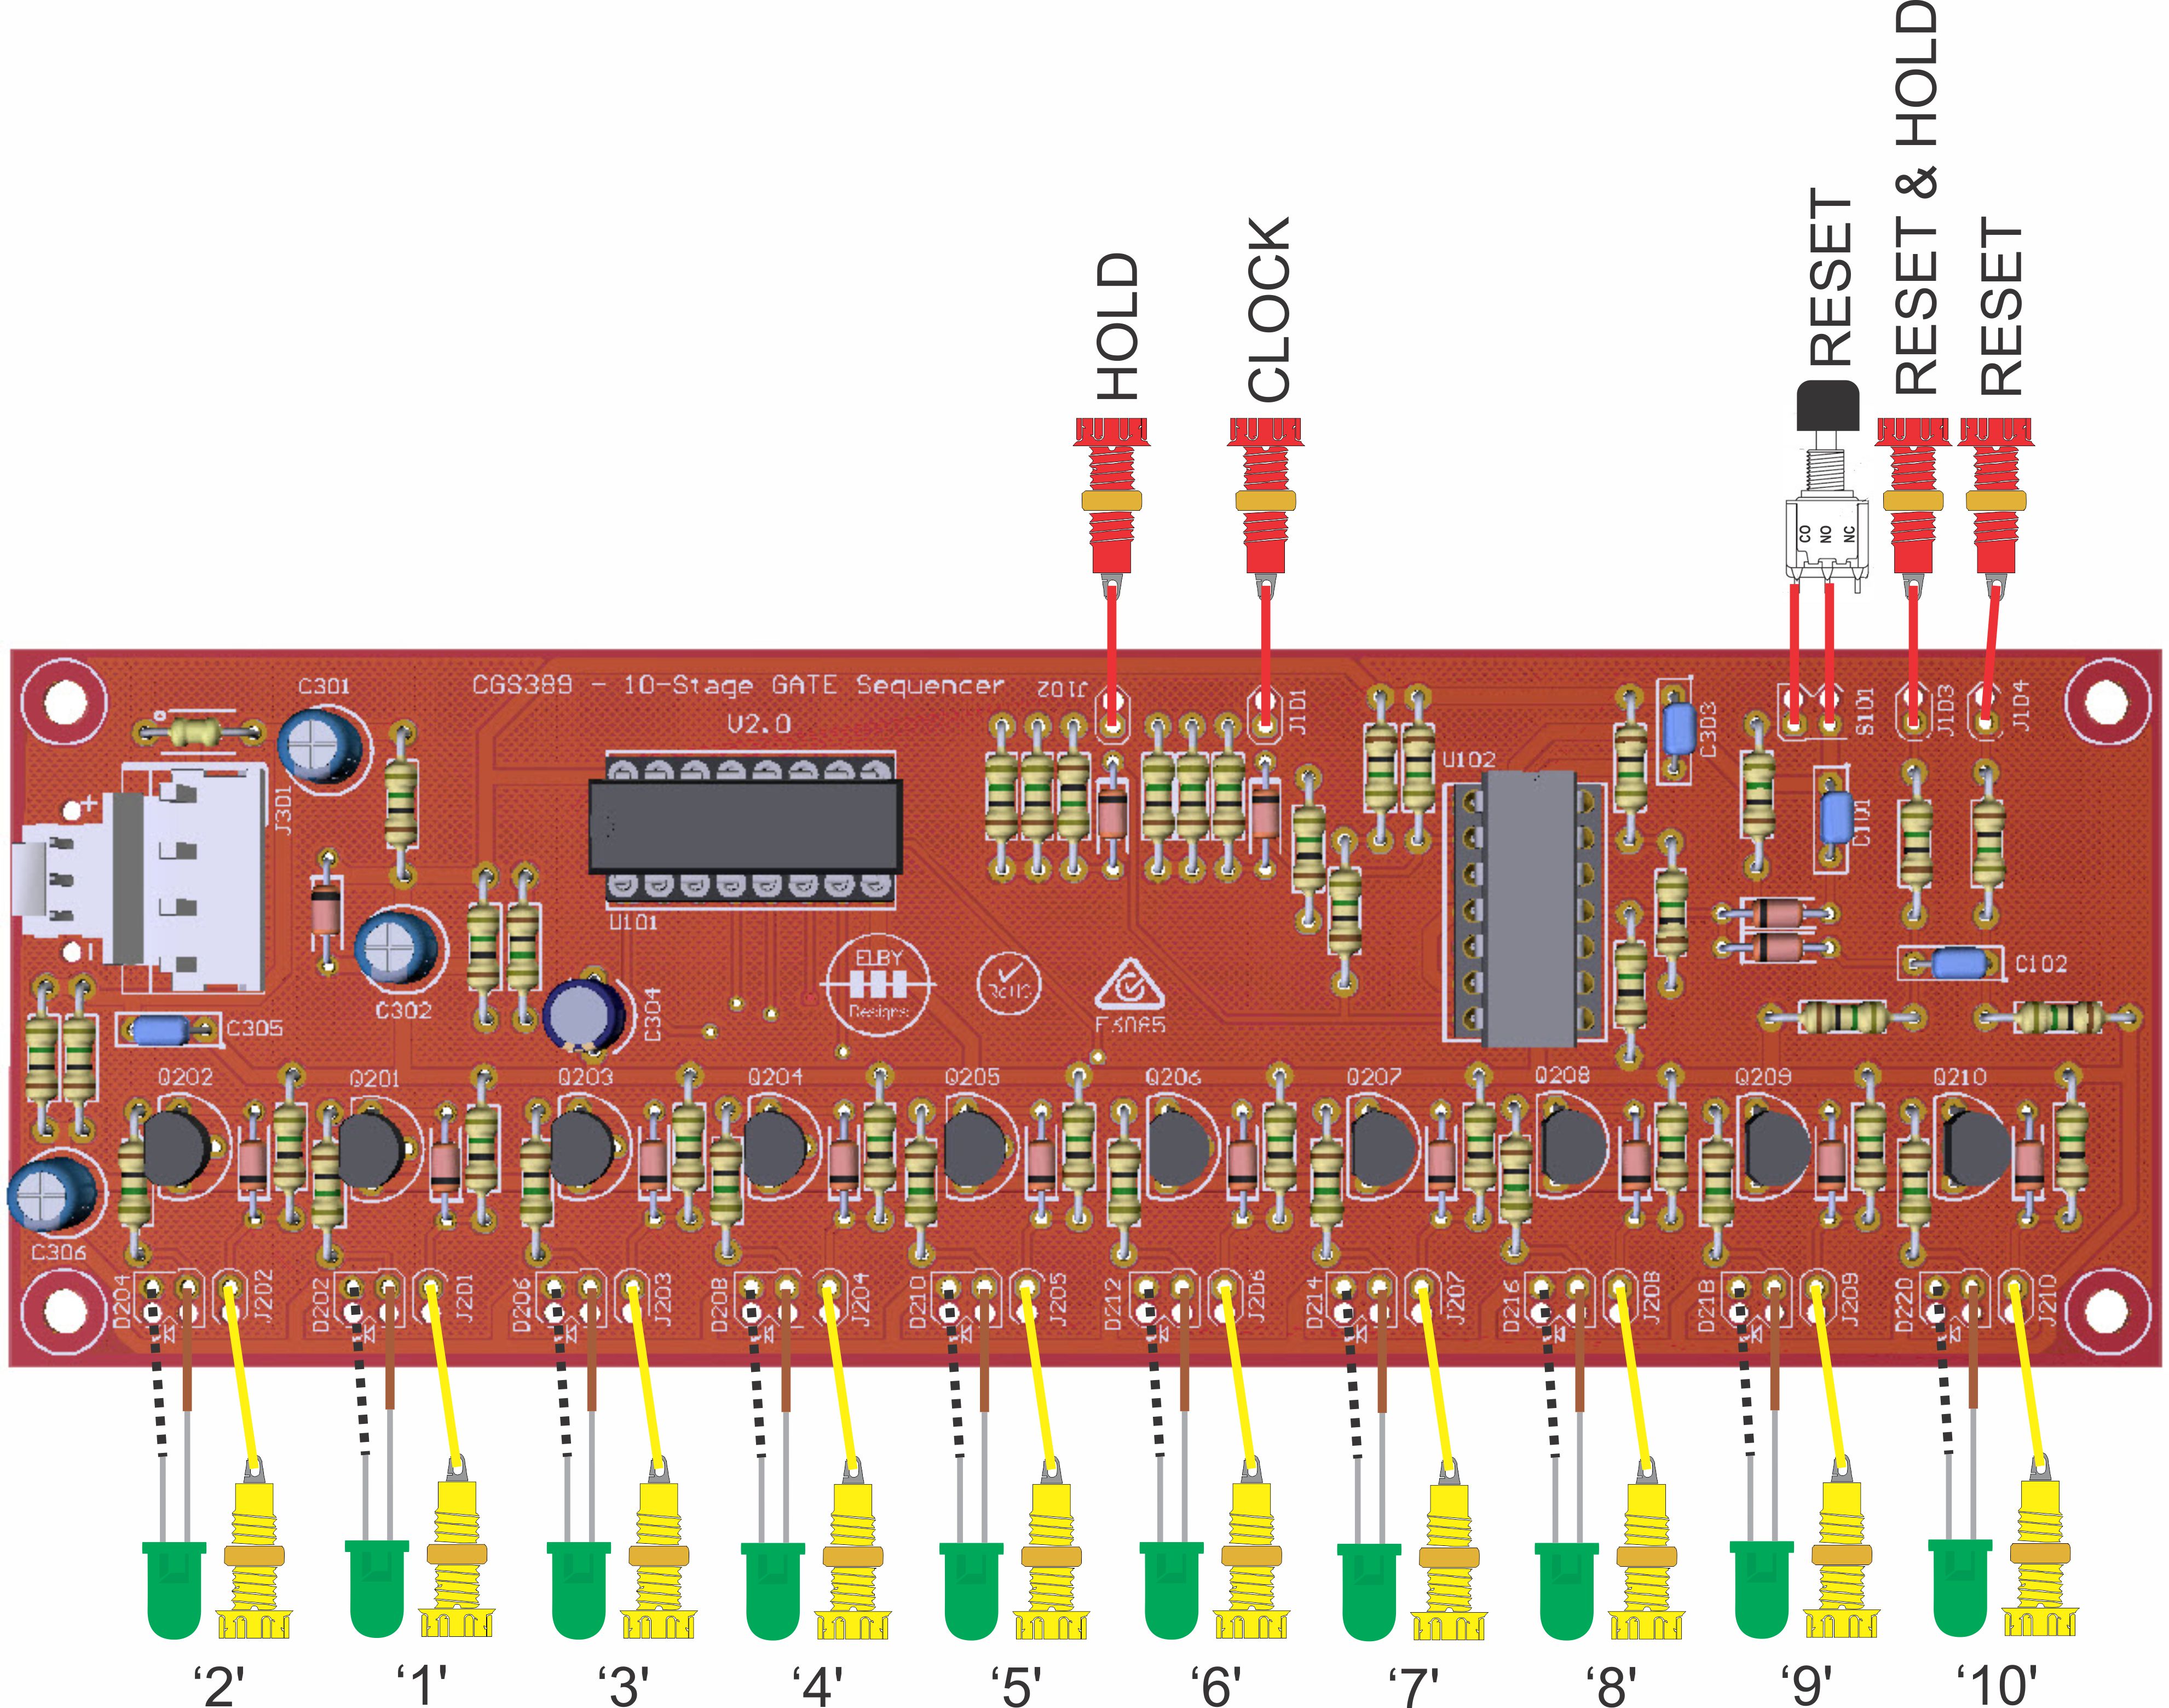 HOLD
CLOCK
RESET
RESET & HOLD
RESET
CO
NO
NC
C301
CGS389 - 10-Stage GATE Sequencer
V2.0
J102
J101
C303
S101
J103
J104
U102
J301
+
-
C101
U101
ELBY
Designs
RoHS
C302
C304
C305
C102
Q202
Q201
Q203
Q204
Q205
Q206
Q207
Q208
Q209
Q210
C306
D204
J202
D202
J201
D206
J203
D208
J204
D210
J205
D212
J206
D214
J207
D216
J208
D218
J209
D220
J210
‘2'
‘1'
‘3'
‘4'
‘5'
‘6'
‘7'
‘8'
‘9'
‘10'